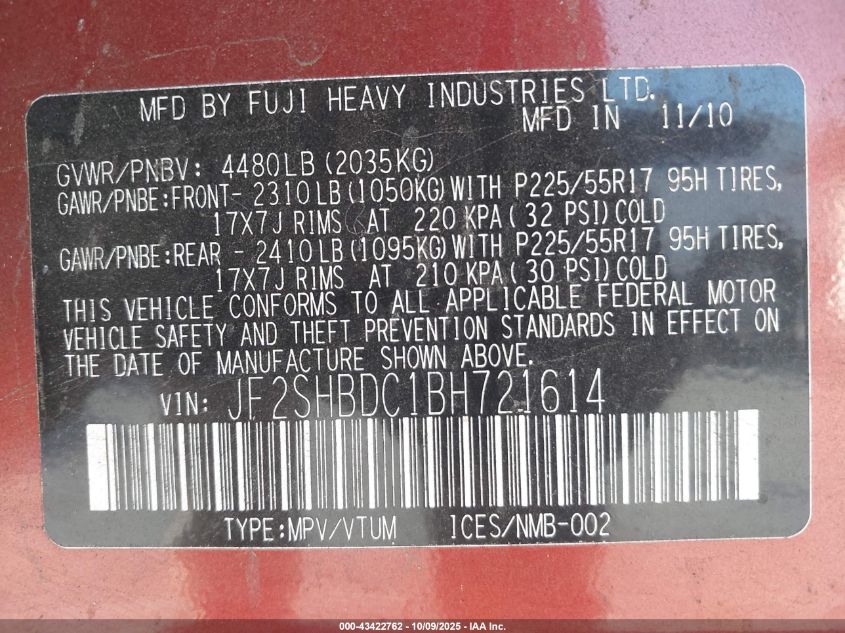 MFD BY FUJI HEAVY INDUSTRIES LTD.
MFD IN 11/10
GVWR/PNBV: 4480LB (2035KG)
GAWR/PNBE:FRONT- 2310LB(1050KG)WITH P225/55R17 95H TIRES,
17X7J RIMS AT 220 KPA( 32 PSI)COLD
GAWR/PNBE:REAR - 2410LB(1095KG)WITH P225/55R17 95H TIRES,
17X7J RIMS AT 210 KPA( 30 PSI)COLD
THIS VEHICLE CONFORMS TO ALL APPLICABLE FEDERAL MOTOR
VEHICLE SAFETY AND THEFT PREVENTION STANDARDS IN EFFECT ON
THE DATE OF MANUFACTURE SHOWN ABOVE.
VIN: JF2SHBDC1BH721614
TYPE:MPV/VTUM ICES/NMB-002
000-43422762 - 10/09/2025 - IAA Inc.